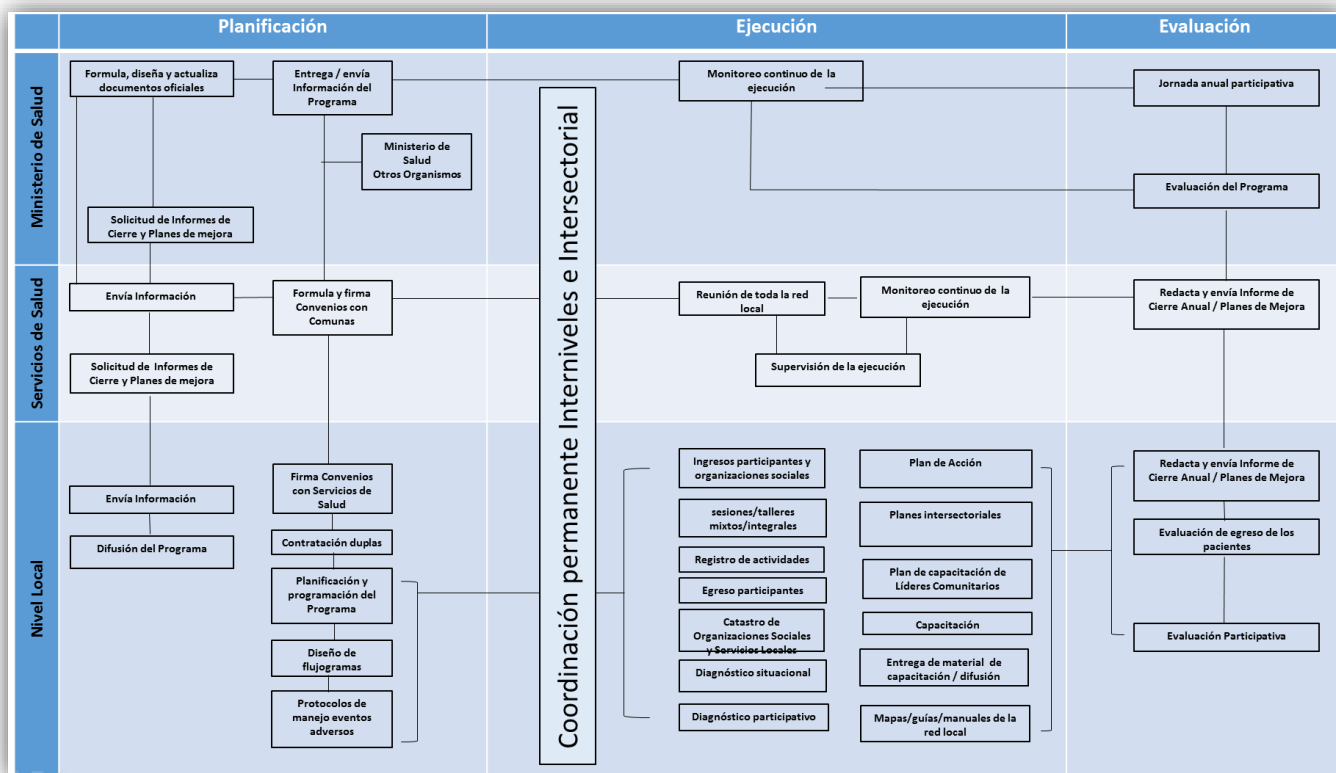 Planificación
Ejecución
Evaluación
Ministerio de Salud
Formula, diseña y actualiza
documentos oficiales
Entrega / envía
Información del
Programa
Ministerio de
Salud
Otros Organismos
Solicitud de Informes de
Cierre y Planes de mejora
Monitoreo continuo de la
ejecución
Jornada anual participativa
Evaluación del Programa
Coordinación permanente Interniveles e Intersectorial
Servicios de Salud
Envía Información
Formula y firma
Convenios con
Comunas
Solicitud de Informes de
Cierre y Planes de mejora
Reunión de toda la red
local
Monitoreo continuo de la
ejecución
Supervisión de la ejecución
Redacta y envía Informe de
Cierre Anual / Planes de Mejora
Nivel Local
Envía Información
Difusión del Programa
Firma Convenios
con Servicios de
Salud
Contratación duplas
Planificación y
programación del
Programa
Diseño de
flujogramas
Protocolos de
manejo eventos
adversos
Ingresos participantes y
organizaciones sociales
sesiones/talleres
mixtos/integrales
Registro de actividades
Egreso participantes
Catastro de
Organizaciones Sociales
y Servicios Locales
Diagnóstico situacional
Diagnóstico participativo
Plan de Acción
Planes intersectoriales
Plan de capacitación de
Líderes Comunitarios
Capacitación
Entrega de material de
capacitación / difusión
Mapas/guías/manuales de la
red local
Redacta y envía Informe de
Cierre Anual / Planes de Mejora
Evaluación de egreso de los
pacientes
Evaluación Participativa